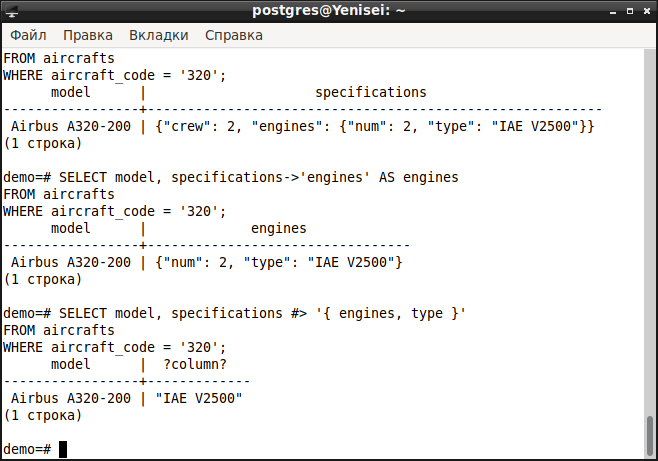 postgres@Yenisei: ~
Файл Правка Вкладки Справка
FROM aircrafts
WHERE aircraft_code = '320';
      model      |                     specifications
-----------------+---------------------------------------------------------
 Airbus A320-200 | {"crew": 2, "engines": {"num": 2, "type": "IAE V2500"}}
(1 строка)

demo=# SELECT model, specifications->'engines' AS engines
FROM aircrafts
WHERE aircraft_code = '320';
      model      |             engines
-----------------+---------------------------------
 Airbus A320-200 | {"num": 2, "type": "IAE V2500"}
(1 строка)

demo=# SELECT model, specifications #> '{ engines, type }'
FROM aircrafts
WHERE aircraft_code = '320';
      model      |  ?column?
-----------------+-------------
 Airbus A320-200 | "IAE V2500"
(1 строка)

demo=#